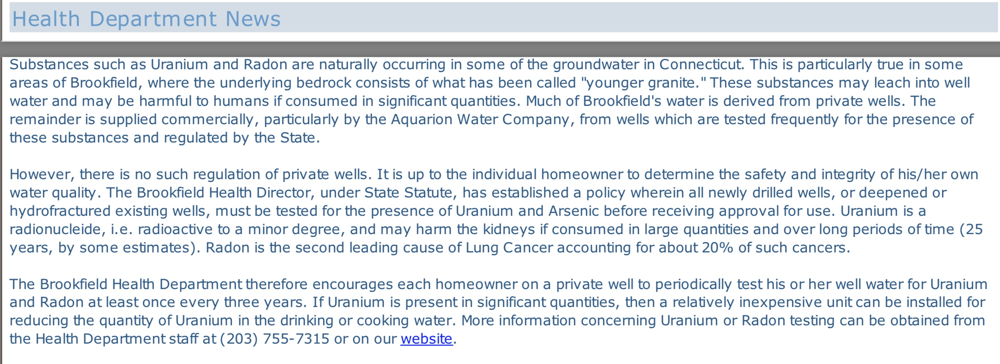 Health Department News
Substances such as Uranium and Radon are naturally occurring in some of the groundwater in Connecticut. This is particularly true in some
areas of Brookfield, where the underlying bedrock consists of what has been called "younger granite." These substances may leach into well
water and may be harmful to humans if consumed in significant quantities. Much of Brookfield's water is derived from private wells. The
remainder is supplied commercially, particularly by the Aquarion Water Company, from wells which are tested frequently for the presence of
these substances and regulated by the State.
However, there is no such regulation of private wells. It is up to the individual homeowner to determine the safety and integrity of his/her own
water quality. The Brookfield Health Director, under State Statute, has established a policy wherein all newly drilled wells, or deepened or
hydrofractured existing wells, must be tested for the presence of Uranium and Arsenic before receiving approval for use. Uranium is a
radionucleide, i.e. radioactive to a minor degree, and may harm the kidneys if consumed in large quantities and over long periods of time (25
years, by some estimates). Radon is the second leading cause of Lung Cancer accounting for about 20% of such cancers.
The Brookfield Health Department therefore encourages each homeowner on a private well to periodically test his or her well water for Uranium
and Radon at least once every three years. If Uranium is present in significant quantities, then a relatively inexpensive unit can be installed for
reducing the quantity of Uranium in the drinking or cooking water. More information concerning Uranium or Radon testing can be obtained from
the Health Department staff at (203) 755-7315 or on our website.